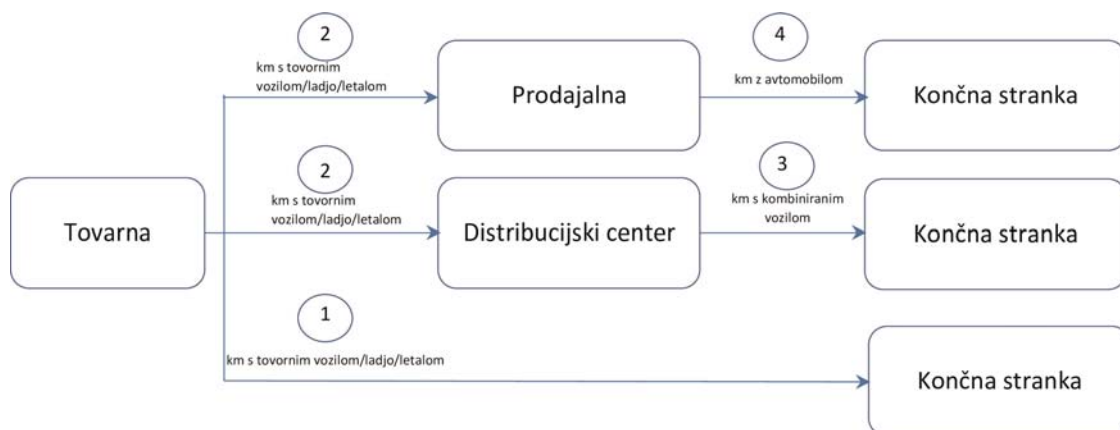 2
km s tovornim
vozilom/ladjo/letalom
Prodajalna
4
km z avtomobilom
Končna stranka
Tovarna
2
km s tovornim
vozilom/ladjo/letalom
Distribucijski center
3
km s kombiniranim
vozilom
Končna stranka
1
km s tovornim vozilom/ladjo/letalom
Končna stranka